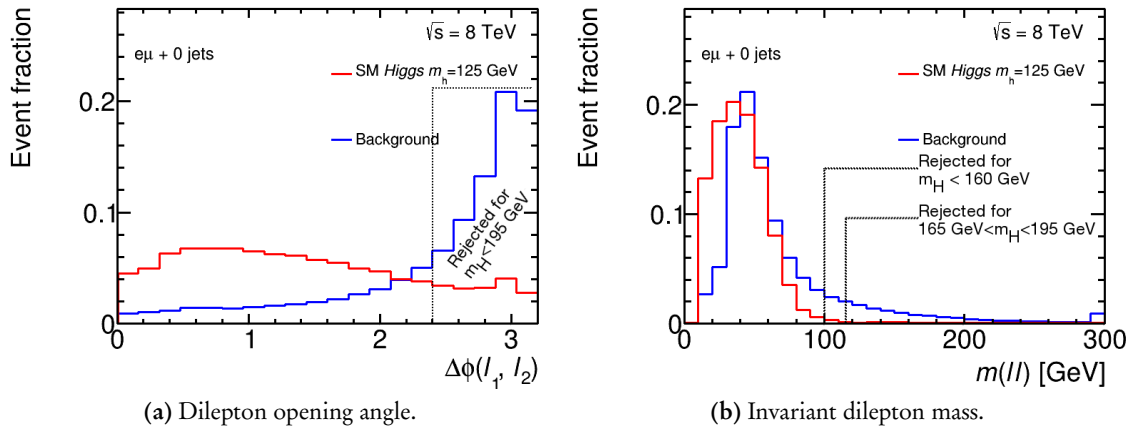 Event fraction
0.2
0.1
0
√s = 8 TeV
eμ + 0 jets
SM Higgs m_h=125 GeV
Background
Rejected for
m_H<195 GeV
0 1 2 3
Δϕ(l_1, l_2)
(a) Dilepton opening angle.
Event fraction
0.2
0.1
0
√s = 8 TeV
eμ + 0 jets
SM Higgs m_h=125 GeV
Background
Rejected for
m_H < 160 GeV
Rejected for
165 GeV<m_H<195 GeV
0 100 200 300
m(ll) [GeV]
(b) Invariant dilepton mass.